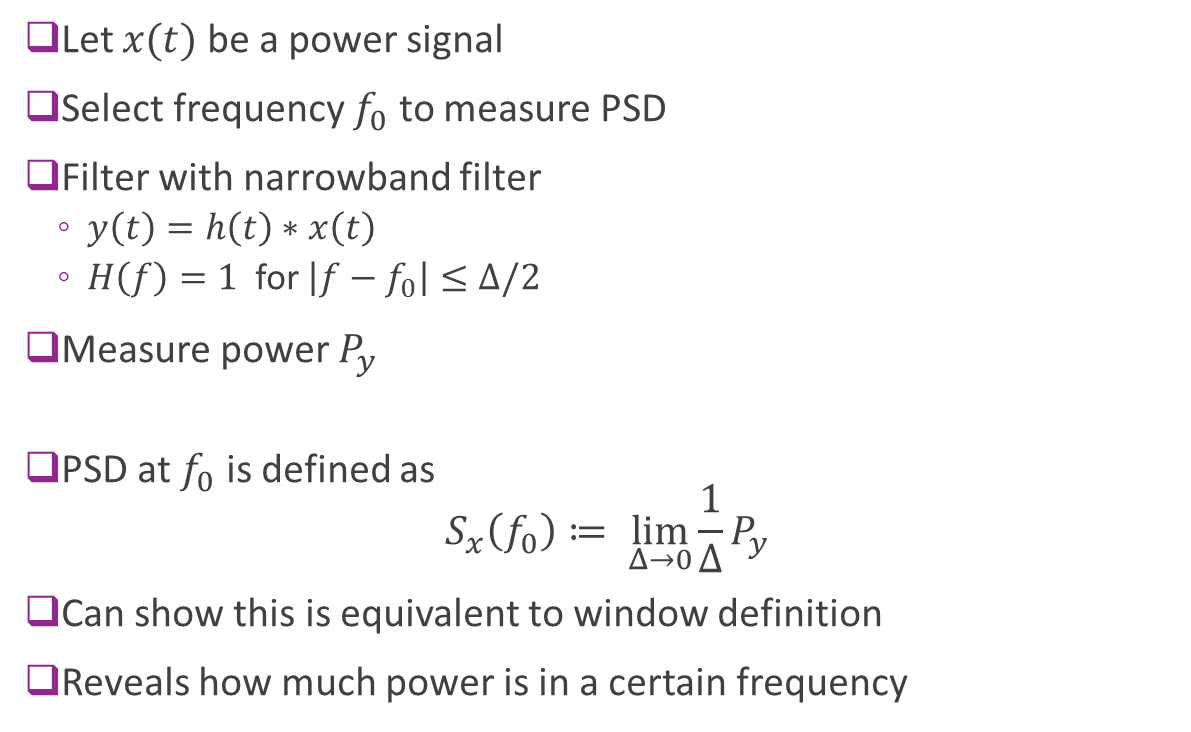 ❑Let x(t) be a power signal
❑Select frequency f₀ to measure PSD
❑Filter with narrowband filter
◦ y(t) = h(t) ∗ x(t)
◦ H(f) = 1 for |f − f₀| ≤ Δ/2
❑Measure power P_y
❑PSD at f₀ is defined as
S_x(f₀) ≔ lim_{Δ→0} \frac{1}{Δ} P_y
❑Can show this is equivalent to window definition
❑Reveals how much power is in a certain frequency